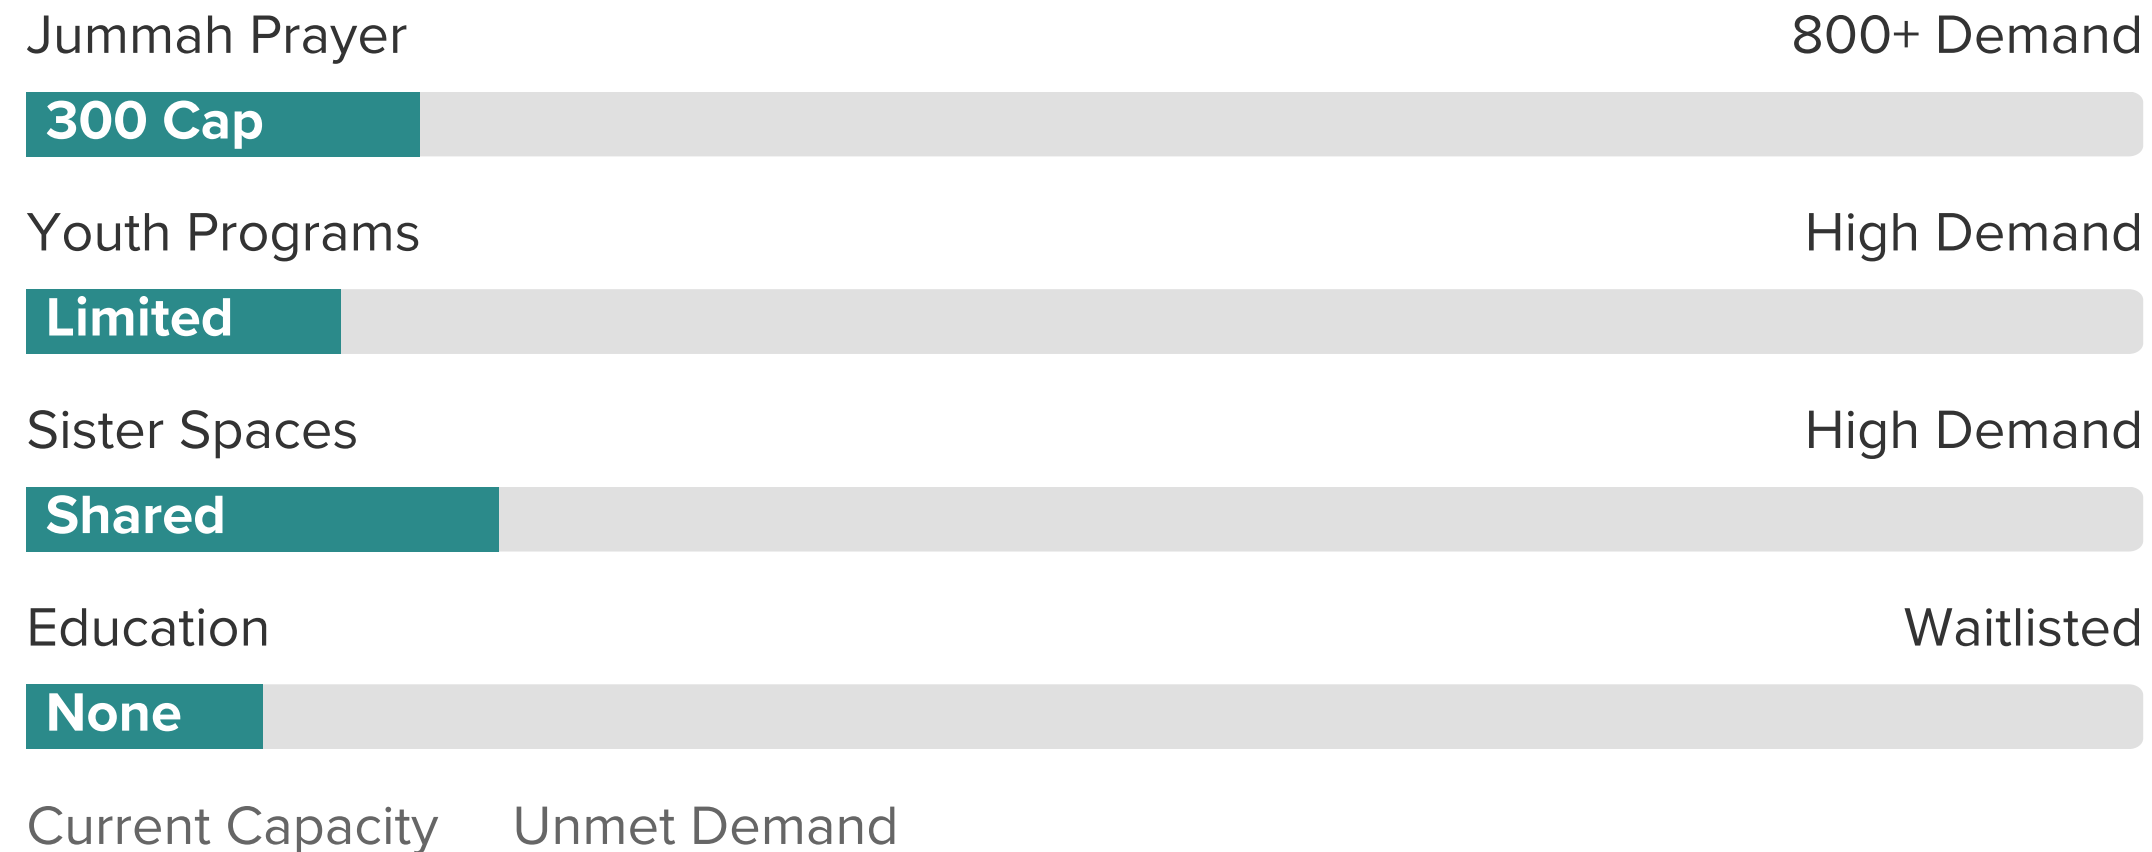 Jummah Prayer 800+ Demand
300 Cap
Youth Programs High Demand
Limited
Sister Spaces High Demand
Shared
Education Waitlisted
None
Current Capacity Unmet Demand